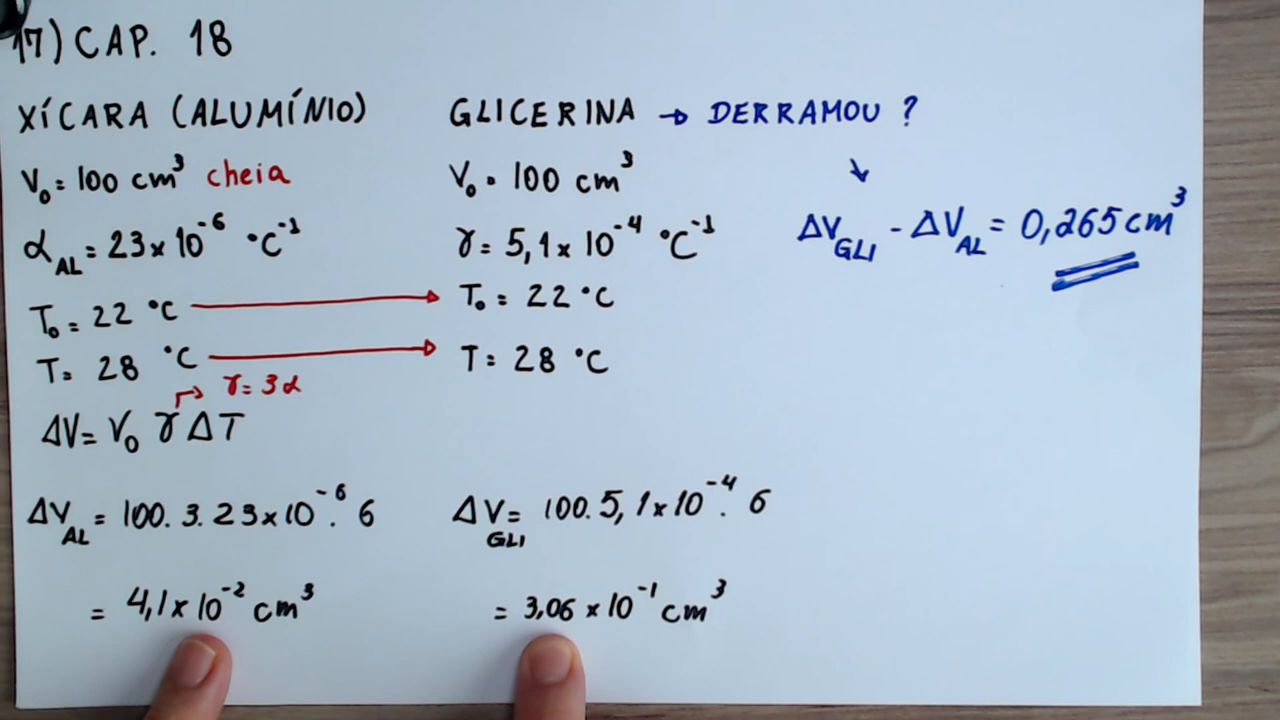 17) CAP. 18
XÍCARA (ALUMÍNIO)
V₀ = 100 cm³ cheia
α_AL = 23 x 10⁻⁶ °C⁻¹
T₀ = 22 °C →
T = 28 °C →
↱ γ = 3α
ΔV = V₀ γ ΔT
ΔV_AL = 100. 3. 23 x 10⁻⁶. 6
= 4,1 x 10⁻² cm³
GLICERINA → DERRAMOU ?
V₀ = 100 cm³
γ = 5,1 x 10⁻⁴ °C⁻¹
T₀ = 22 °C
T = 28 °C
ΔV_GLI = 100. 5,1 x 10⁻⁴. 6
= 3,06 x 10⁻¹ cm³
ΔV_GLI - ΔV_AL = 0,265 cm³